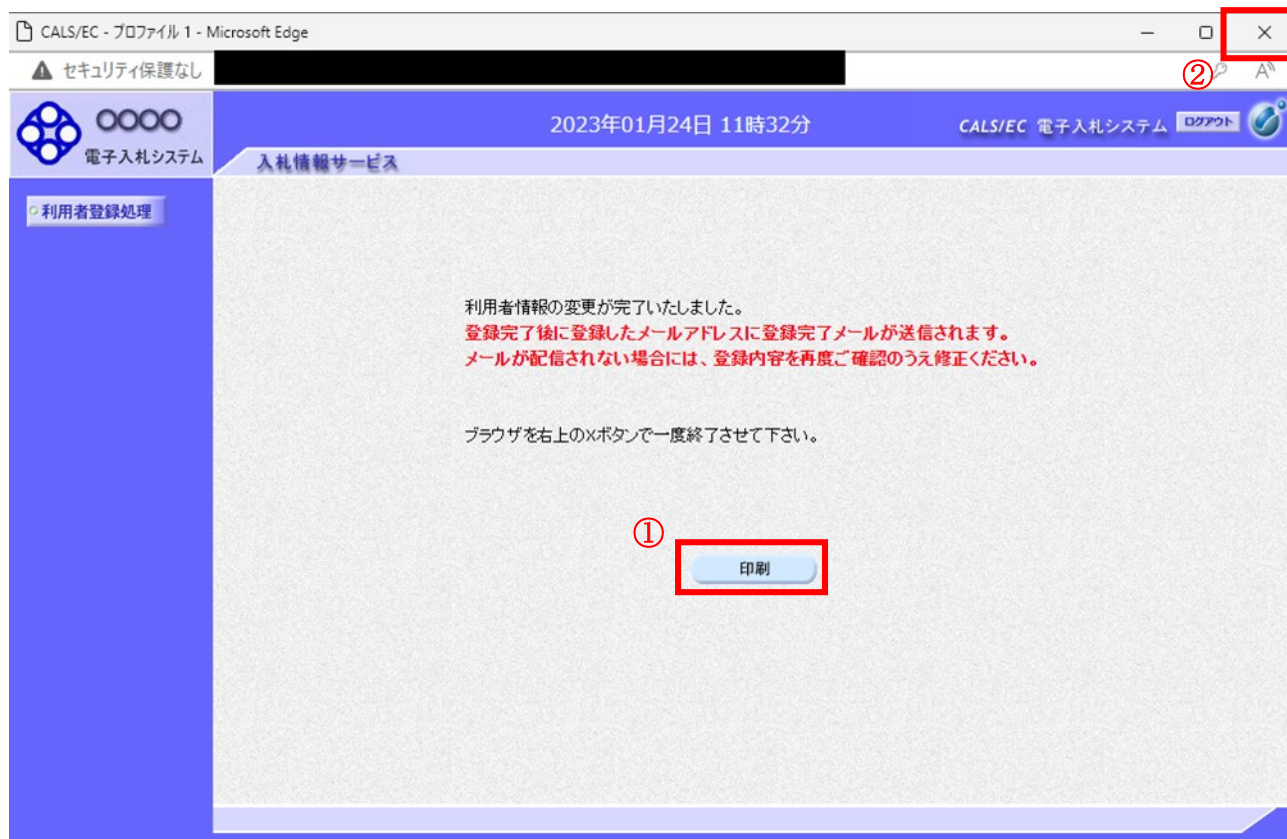 CALS/EC - プロファイル 1 - Microsoft Edge
セキュリティ保護なし
②
A
〇〇〇〇
電子入札システム
2023年01月24日 11時32分
CALS/EC 電子入札システム
ログアウト
入札情報サービス
利用者登録処理
利用者情報の変更が完了いたしました。
登録完了後に登録したメールアドレスに登録完了メールが送信されます。
メールが配信されない場合には、登録内容を再度ご確認のうえ修正ください。
ブラウザを右上のXボタンで一度終了させて下さい。
①
印刷